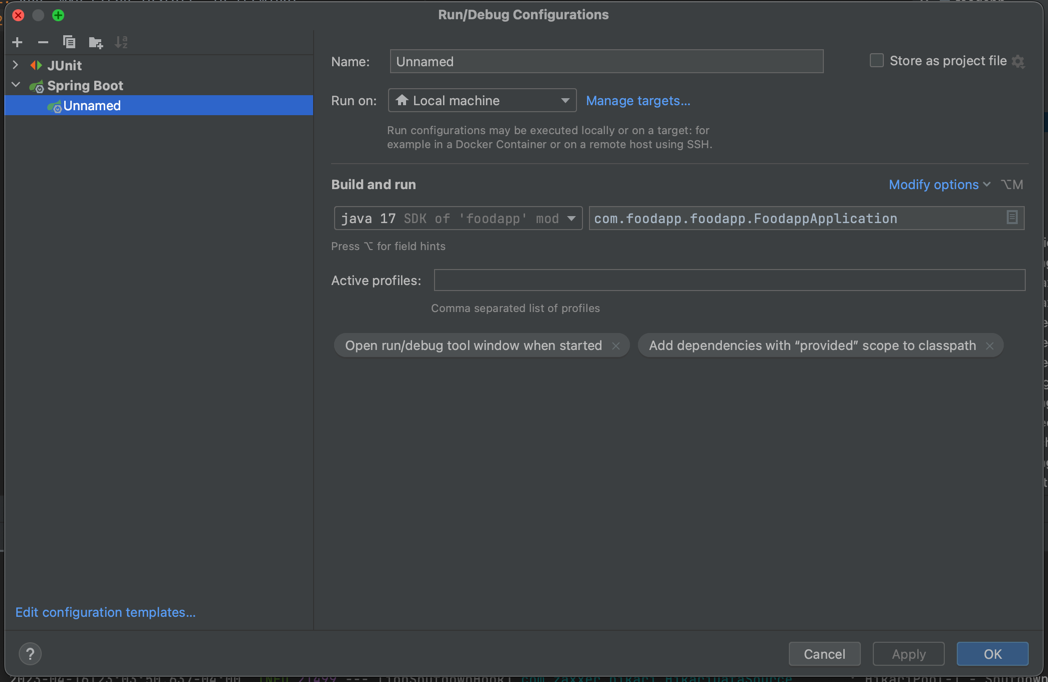 Run/Debug Configurations
JUnit
Spring Boot
Unnamed
Name: Unnamed
Store as project file
Run on: Local machine Manage targets...
Run configurations may be executed locally or on a target: for
example in a Docker Container or on a remote host using SSH.
Build and run Modify options ⌥M
java 17 SDK of 'foodapp' mod com.foodapp.foodapp.FoodappApplication
Press ⌥ for field hints
Active profiles:
Comma separated list of profiles
Open run/debug tool window when started × Add dependencies with “provided” scope to classpath ×
Edit configuration templates...
? Cancel Apply OK